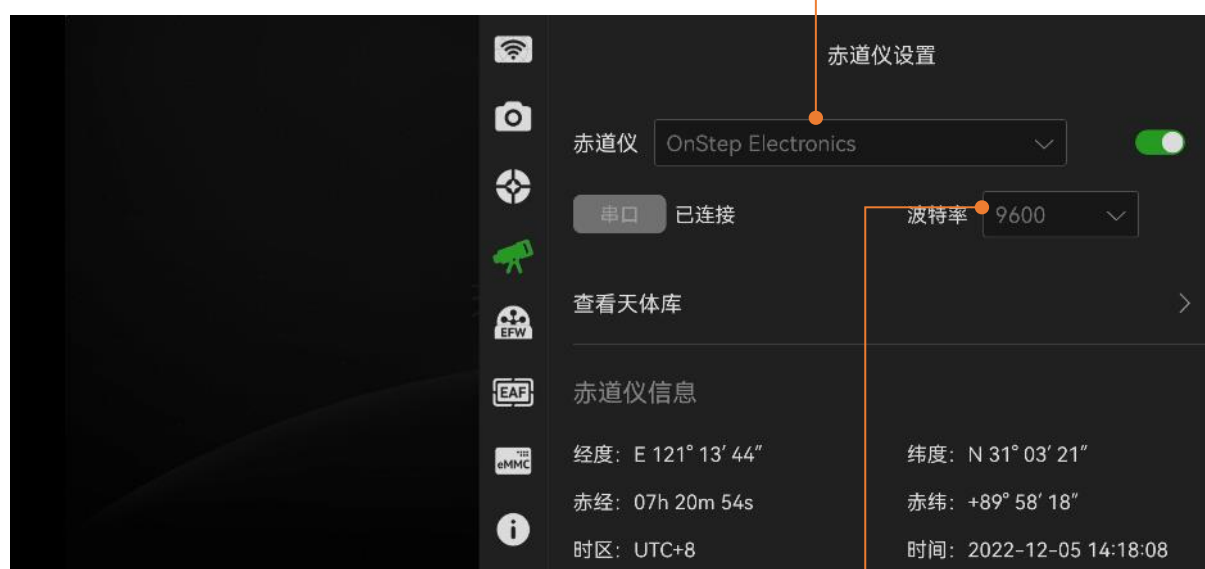 赤道仪设置
赤道仪 OnStep Electronics
串口 已连接 波特率 9600
查看天体库
EFW
EAF
赤道仪信息
eMMC
经度：E 121° 13′ 44″ 纬度：N 31° 03′ 21″
赤经：07h 20m 54s 赤纬：+89° 58′ 18″
时区：UTC+8 时间：2022-12-05 14:18:08